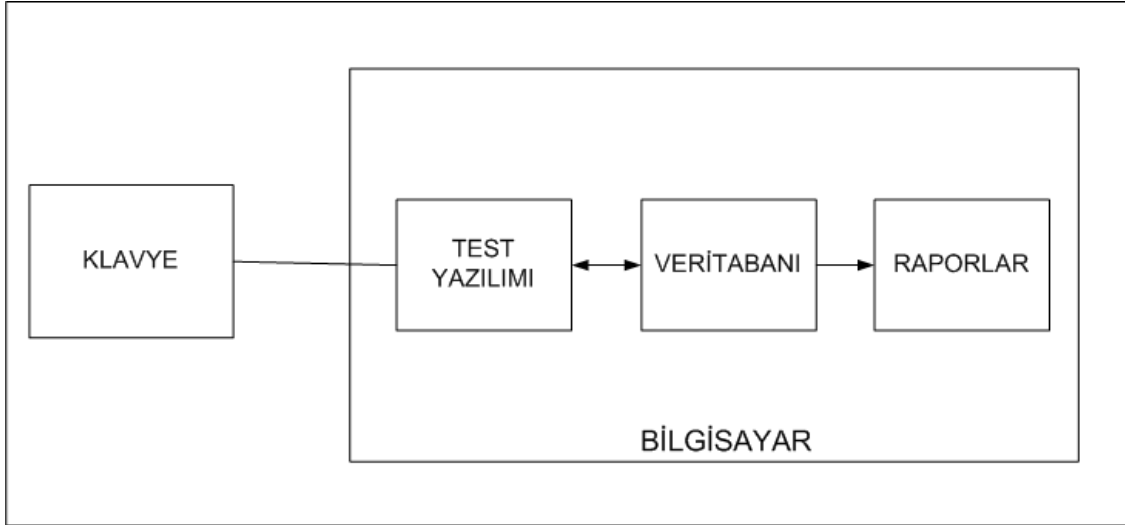 KLAVYE
TEST
YAZILIMI
VERİTABANI
RAPORLAR
BİLGİSAYAR